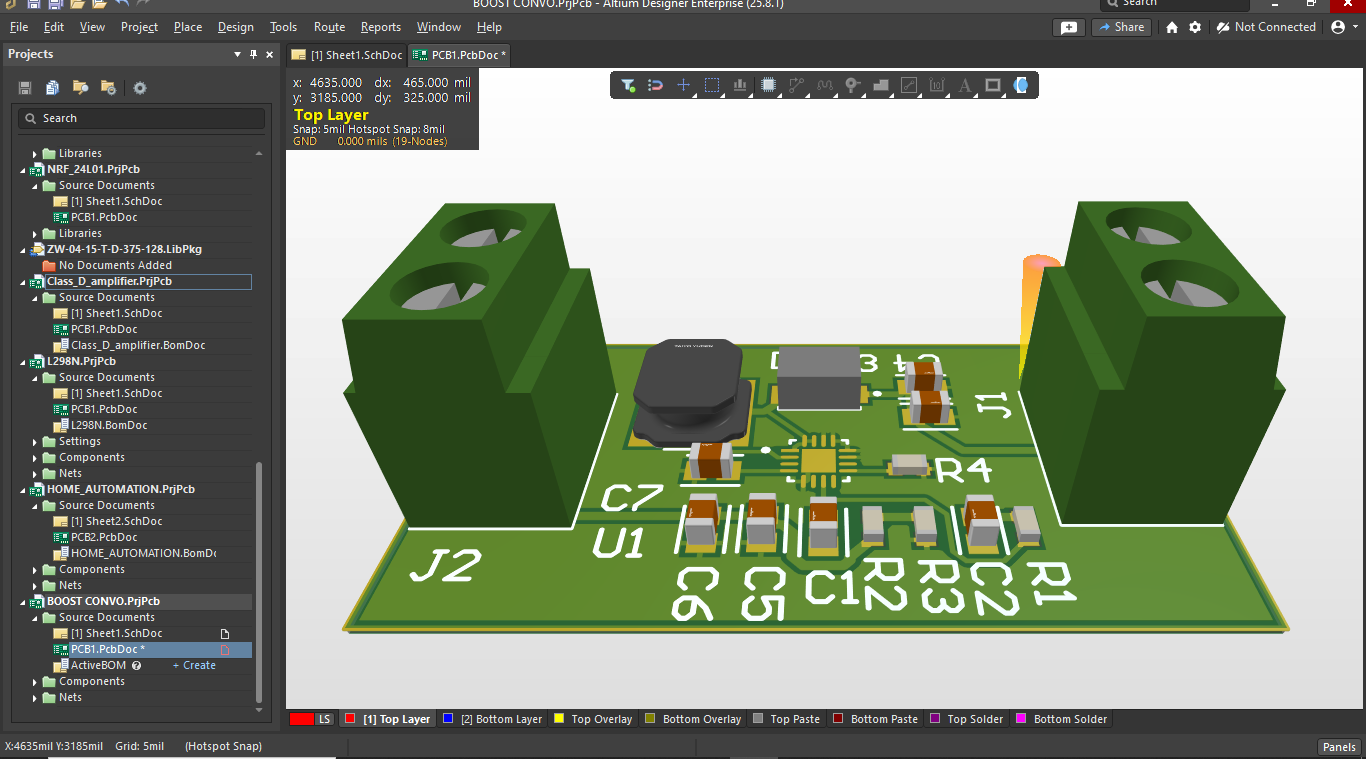 BOOST CONVO.PrjPcb - Altium Designer Enterprise (25.8.1)
Search
File Edit View Project Place Design Tools Route Reports Window Help
Share
Not Connected
Projects
[1] Sheet1.SchDoc
PCB1.PcbDoc *
x: 4635.000 dx: 465.000 mil
y: 3185.000 dy: 325.000 mil
Top Layer
Snap: 5mil Hotspot Snap: 8mil
GND 0.000 mils (19-Nodes)
Search
Libraries
NRF_24L01.PrjPcb
Source Documents
[1] Sheet1.SchDoc
PCB1.PcbDoc
Libraries
ZW-04-15-T-D-375-128.LibPkg
No Documents Added
Class_D_amplifier.PrjPcb
Source Documents
[1] Sheet1.SchDoc
PCB1.PcbDoc
Class_D_amplifier.BomDoc
L298N.PrjPcb
Source Documents
[1] Sheet1.SchDoc
PCB1.PcbDoc
L298N.BomDoc
Settings
Components
Nets
HOME_AUTOMATION.PrjPcb
Source Documents
[1] Sheet2.SchDoc
PCB2.PcbDoc
HOME_AUTOMATION.BomDc
Components
Nets
BOOST CONVO.PrjPcb
Source Documents
[1] Sheet1.SchDoc
PCB1.PcbDoc *
ActiveBOM + Create
Components
Nets
J1
R4
C7
U1
J2
C6
C5
C1
R2
R3
C2
R1
LS
[1] Top Layer
[2] Bottom Layer
Top Overlay
Bottom Overlay
Top Paste
Bottom Paste
Top Solder
Bottom Solder
X:4635mil Y:3185mil Grid: 5mil (Hotspot Snap)
Panels